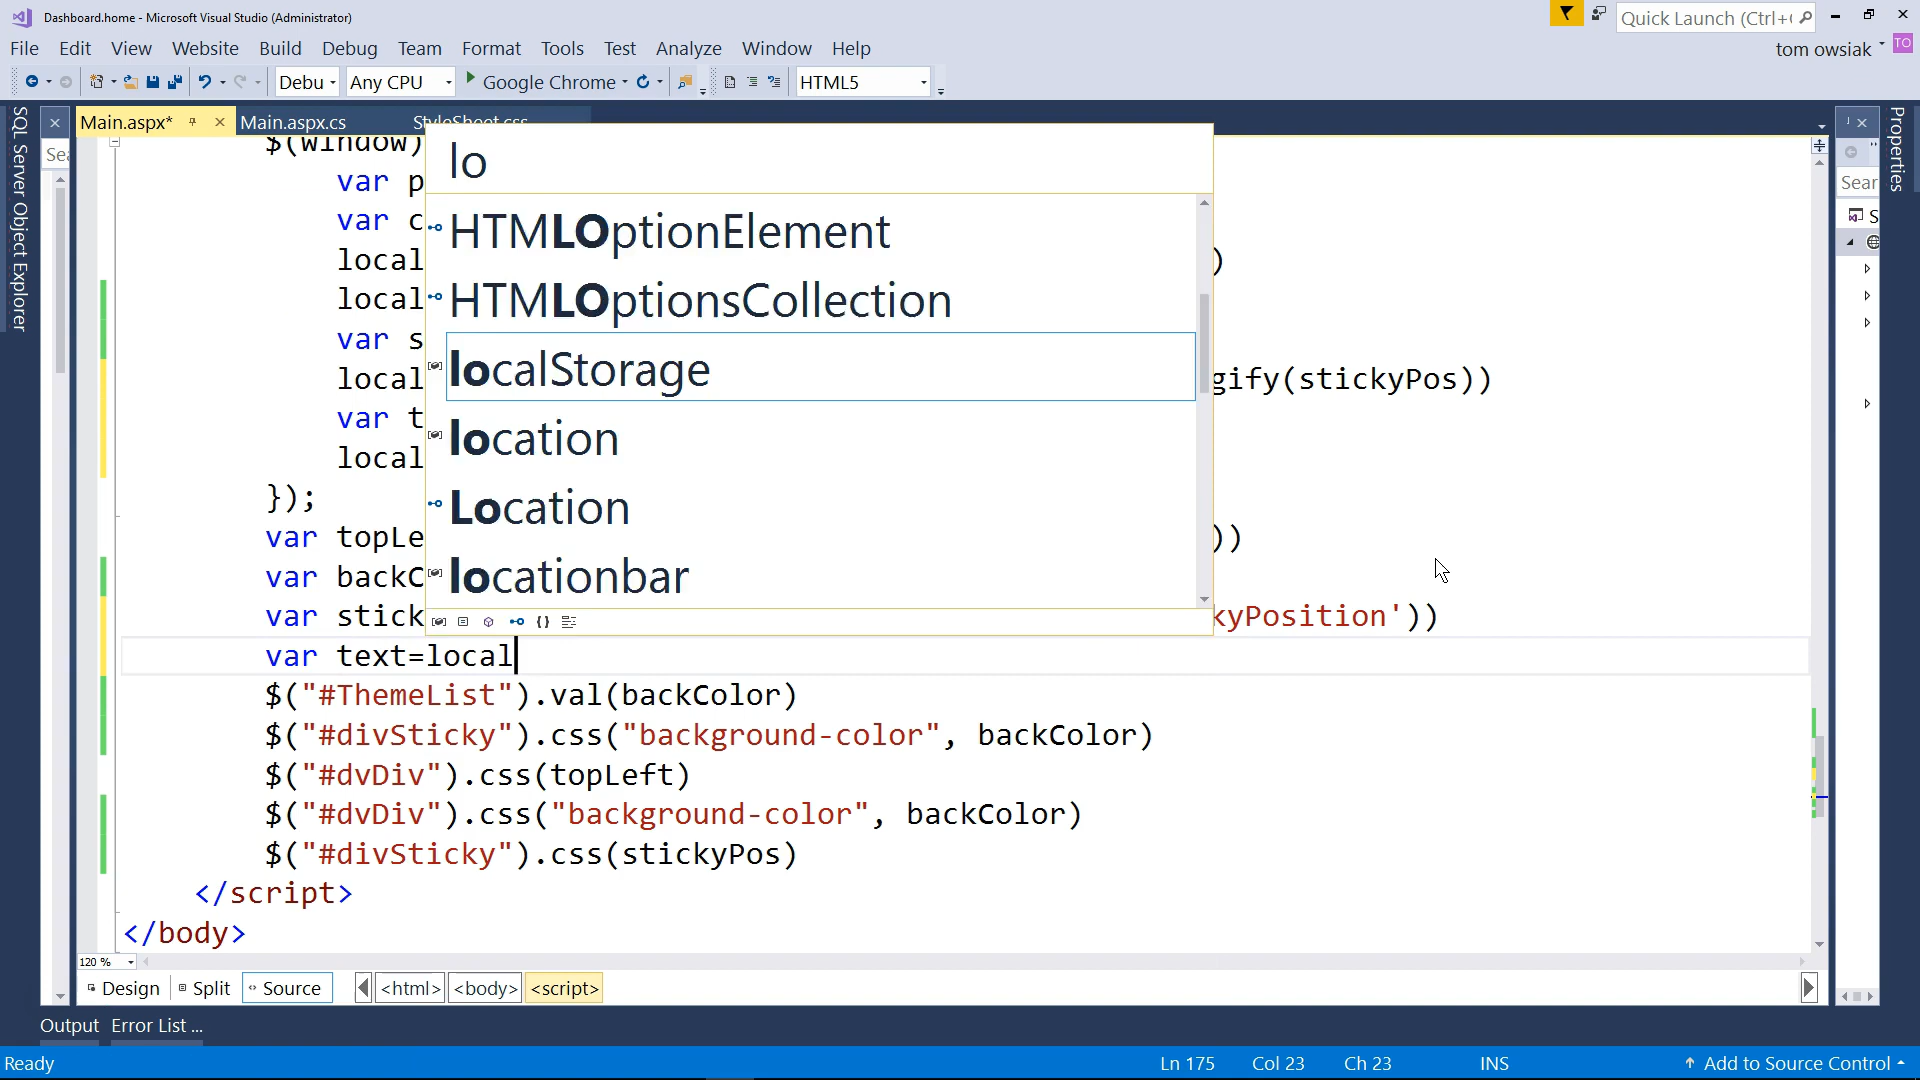 Dashboard.home - Microsoft Visual Studio (Administrator)
Quick Launch (Ctrl+
File Edit View Website Build Debug Team Format Tools Test Analyze Window Help
tom owsiak TO
Debu Any CPU Google Chrome HTML5
Main.aspx* Main.aspx.cs StyleSheet.css
SQL Server Object Explorer
Properties
Sea
Sear
S
$(window)
var p
var c
local )
local
var s
local gify(stickyPos))
var t
local
});
var topLe ))
var backC
var stick kyPosition'))
var text=local
$("#ThemeList").val(backColor)
$("#divSticky").css("background-color", backColor)
$("#dvDiv").css(topLeft)
$("#dvDiv").css("background-color", backColor)
$("#divSticky").css(stickyPos)
</script>
</body>
lo
HTMLOptionElement
HTMLOptionsCollection
localStorage
location
Location
locationbar
120 %
Design Split Source <html> <body> <script>
Output Error List ...
Ready Ln 175 Col 23 Ch 23 INS Add to Source Control